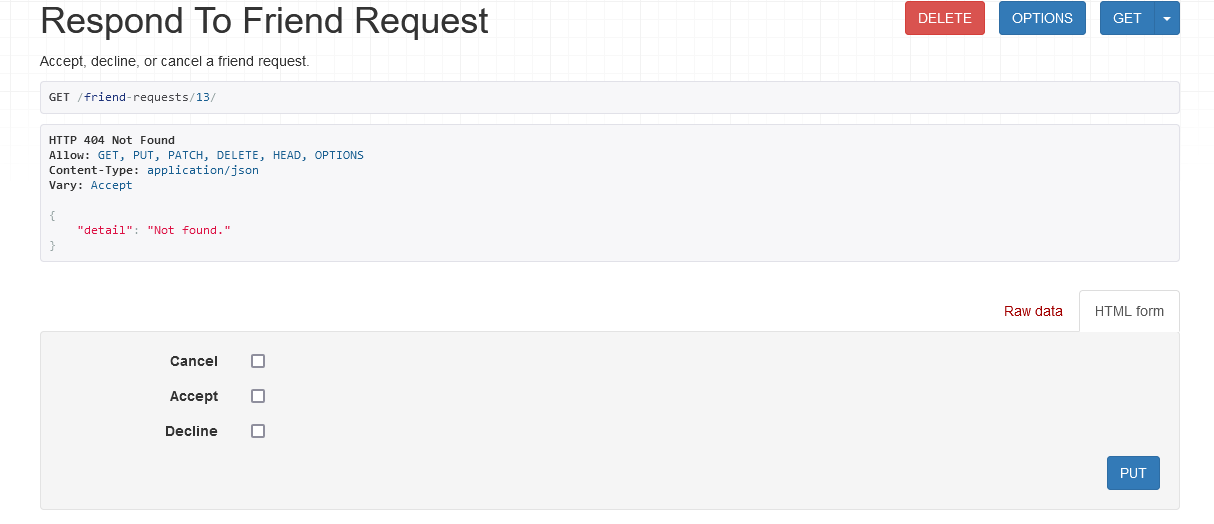 Respond To Friend Request
DELETE
OPTIONS
GET
Accept, decline, or cancel a friend request.
GET /friend-requests/13/
HTTP 404 Not Found
Allow: GET, PUT, PATCH, DELETE, HEAD, OPTIONS
Content-Type: application/json
Vary: Accept
{
    "detail": "Not found."
}
Raw data
HTML form
Cancel
Accept
Decline
PUT